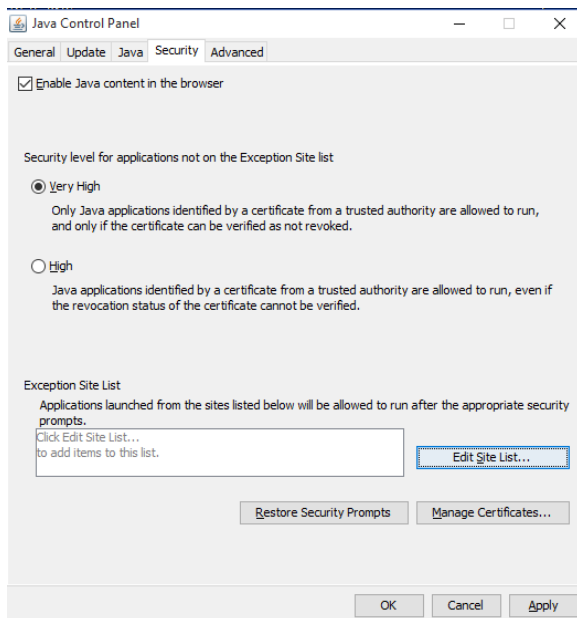 Java Control Panel
General Update Java Security Advanced
Enable Java content in the browser
Security level for applications not on the Exception Site list
Very High
Only Java applications identified by a certificate from a trusted authority are allowed to run,
and only if the certificate can be verified as not revoked.
High
Java applications identified by a certificate from a trusted authority are allowed to run, even if
the revocation status of the certificate cannot be verified.
Exception Site List
Applications launched from the sites listed below will be allowed to run after the appropriate security
prompts.
Click Edit Site List...
to add items to this list.
Edit Site List...
Restore Security Prompts Manage Certificates...
OK Cancel Apply